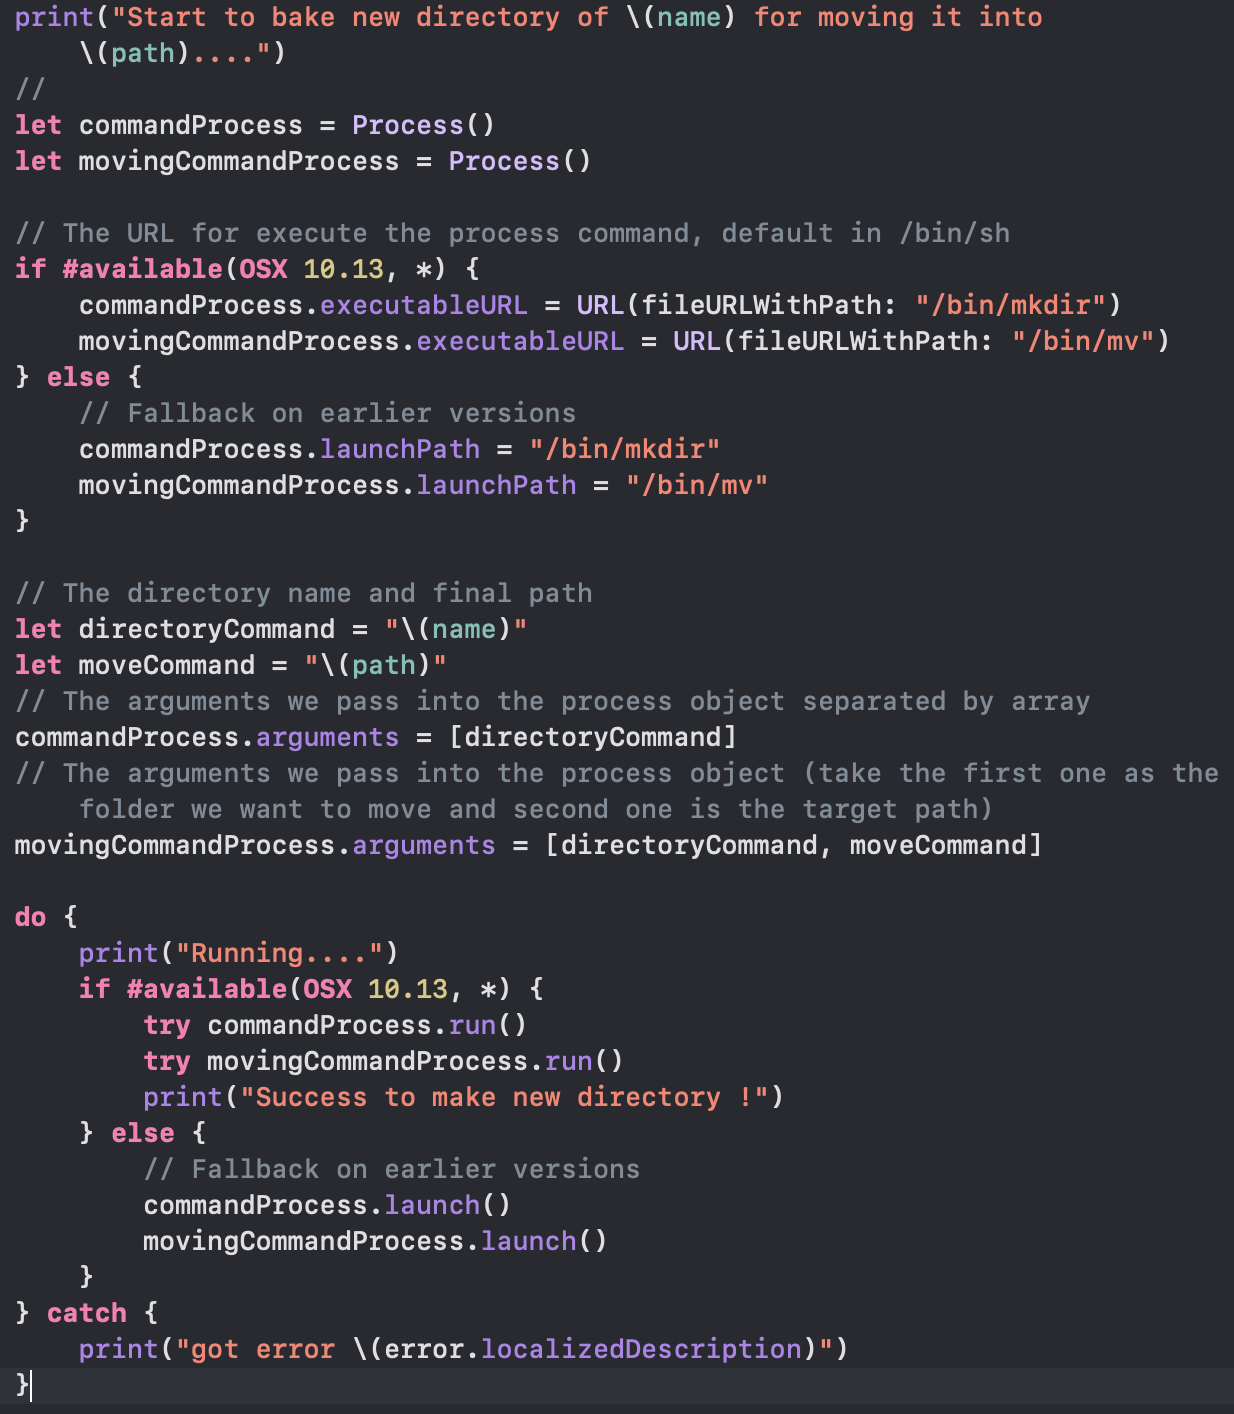 print("Start to bake new directory of \(name) for moving it into
    \(path)....")
//
let commandProcess = Process()
let movingCommandProcess = Process()

// The URL for execute the process command, default in /bin/sh
if #available(OSX 10.13, *) {
    commandProcess.executableURL = URL(fileURLWithPath: "/bin/mkdir")
    movingCommandProcess.executableURL = URL(fileURLWithPath: "/bin/mv")
} else {
    // Fallback on earlier versions
    commandProcess.launchPath = "/bin/mkdir"
    movingCommandProcess.launchPath = "/bin/mv"
}

// The directory name and final path
let directoryCommand = "\(name)"
let moveCommand = "\(path)"
// The arguments we pass into the process object separated by array
commandProcess.arguments = [directoryCommand]
// The arguments we pass into the process object (take the first one as the
    folder we want to move and second one is the target path)
movingCommandProcess.arguments = [directoryCommand, moveCommand]

do {
    print("Running....")
    if #available(OSX 10.13, *) {
        try commandProcess.run()
        try movingCommandProcess.run()
        print("Success to make new directory !")
    } else {
        // Fallback on earlier versions
        commandProcess.launch()
        movingCommandProcess.launch()
    }
} catch {
    print("got error \(error.localizedDescription)")
}